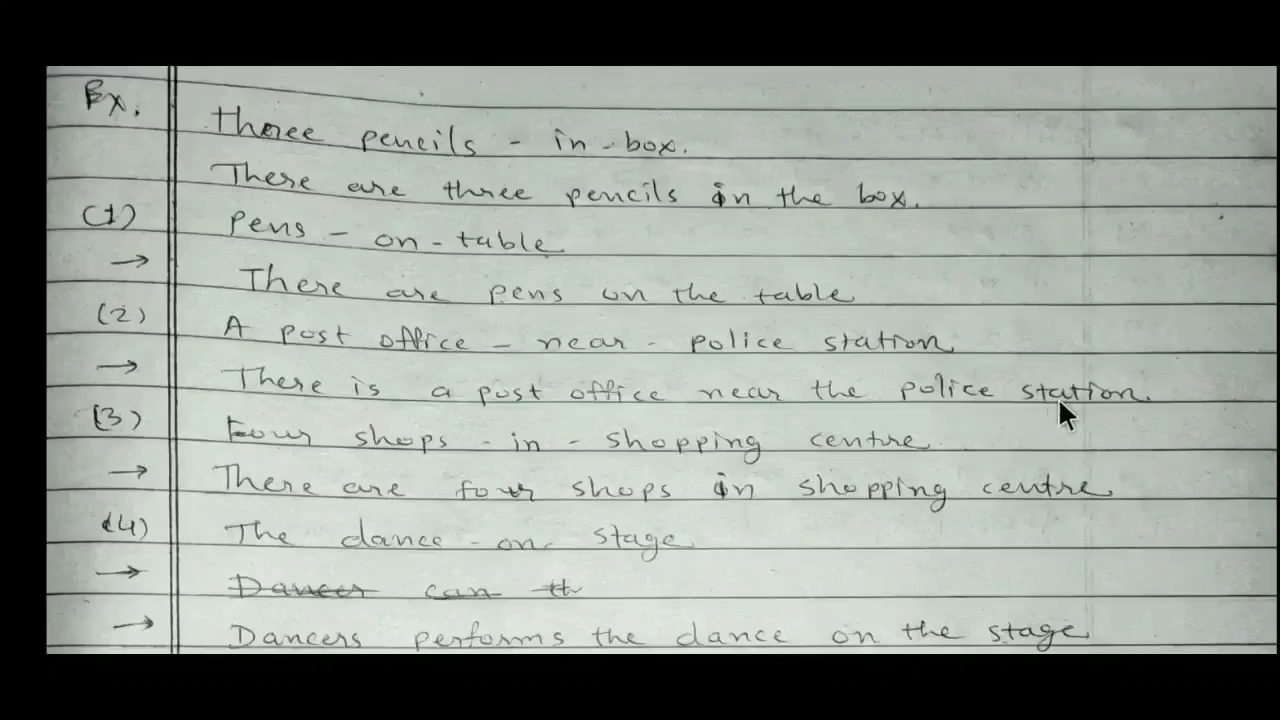 Ex.
three pencils - in - box.
There are three pencils in the box.
(1) Pens - on - table
→ There are pens on the table
(2) A post office - near - police station.
→ There is a post office near the police station.
(3) Four shops - in - shopping centre
→ There are four shops in shopping centre
(4) The dance - on - stage
→ Dancer can th
→ Dancers performs the dance on the stage